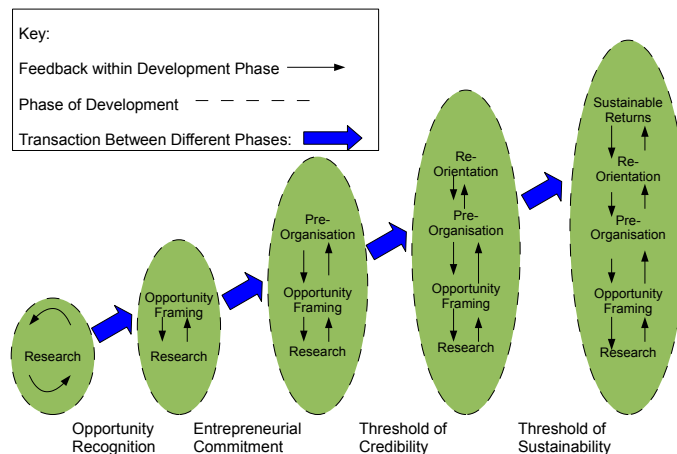 Key:
Feedback within Development Phase
Phase of Development
Transaction Between Different Phases:
Research
Opportunity
Framing
Research
Pre-
Organisation
Opportunity
Framing
Research
Re-
Orientation
Pre-
Organisation
Opportunity
Framing
Research
Sustainable
Returns
Re-
Orientation
Pre-
Organisation
Opportunity
Framing
Research
Opportunity
Recognition
Entrepreneurial
Commitment
Threshold of
Credibility
Threshold of
Sustainability